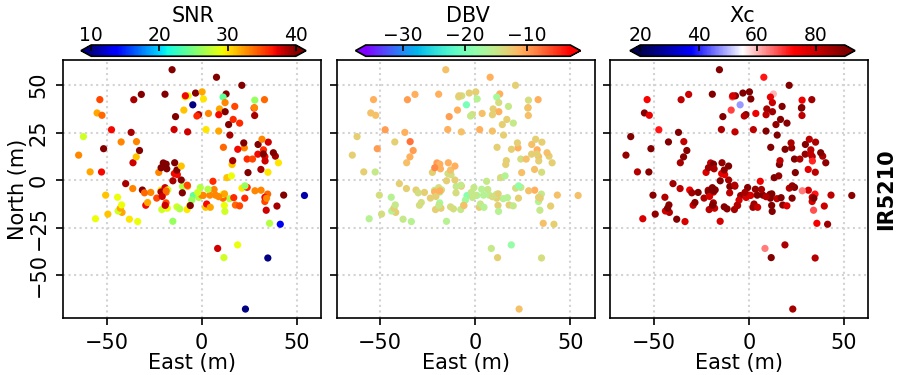 SNR DBV Xc
10 20 30 40 −30 −20 −10 20 40 60 80
50
25
0
−25
−50
North (m)
−50 0 50 −50 0 50 −50 0 50
East (m) East (m) East (m)
IR5210